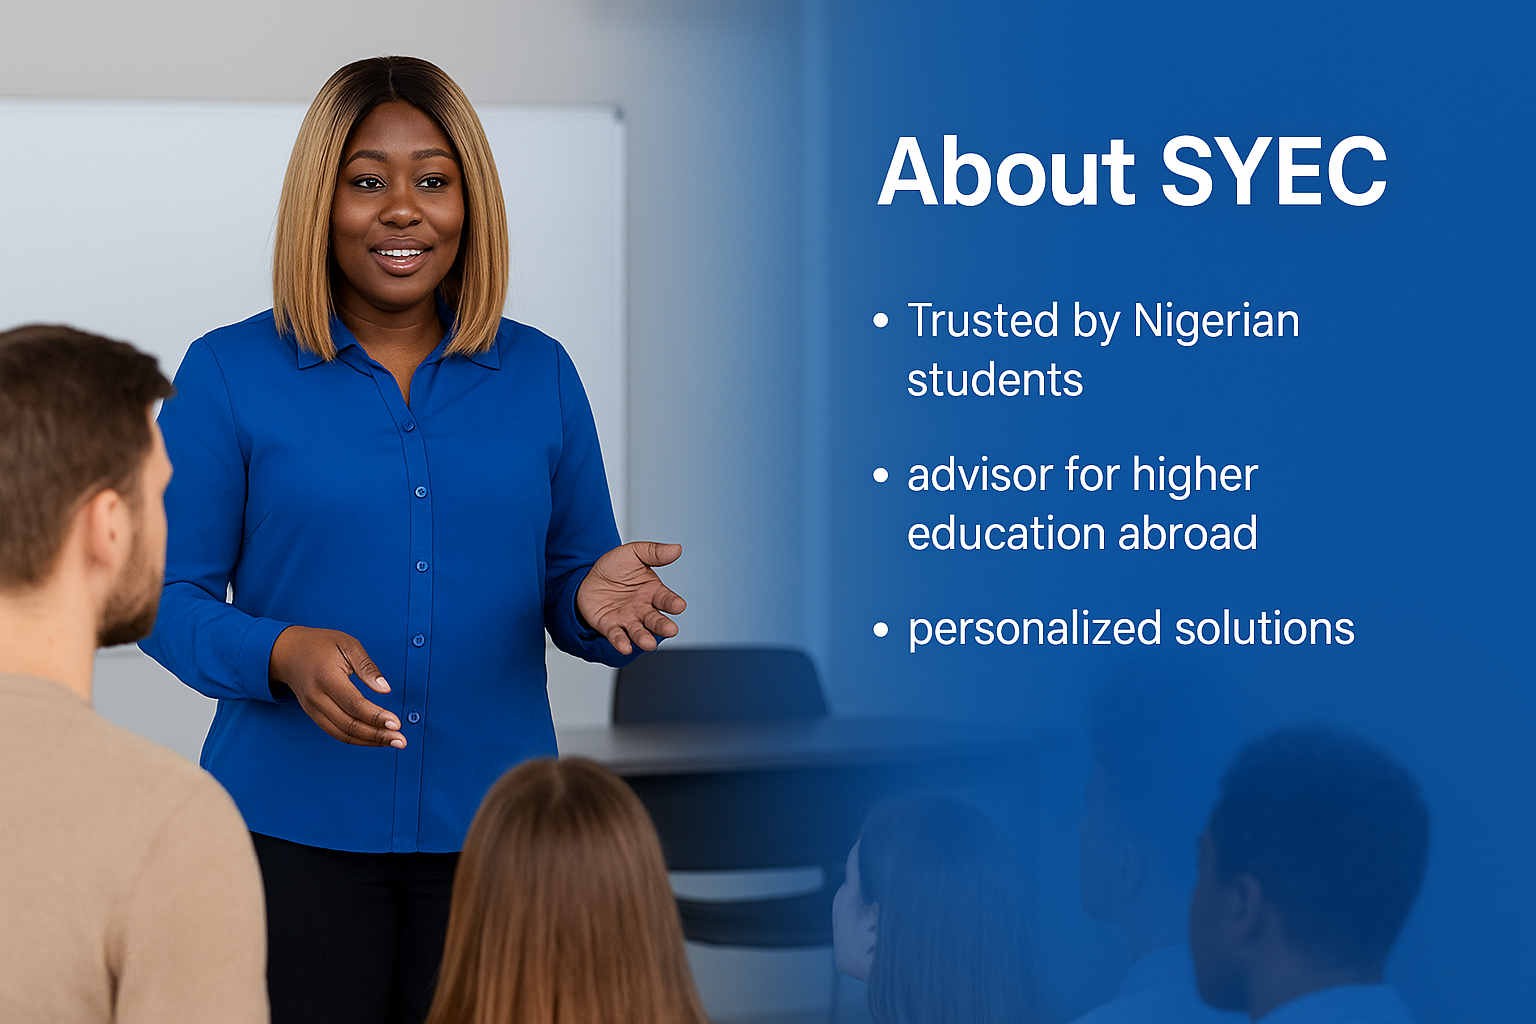 About SYEC
• Trusted by Nigerian
students
• advisor for higher
education abroad
• personalized solutions